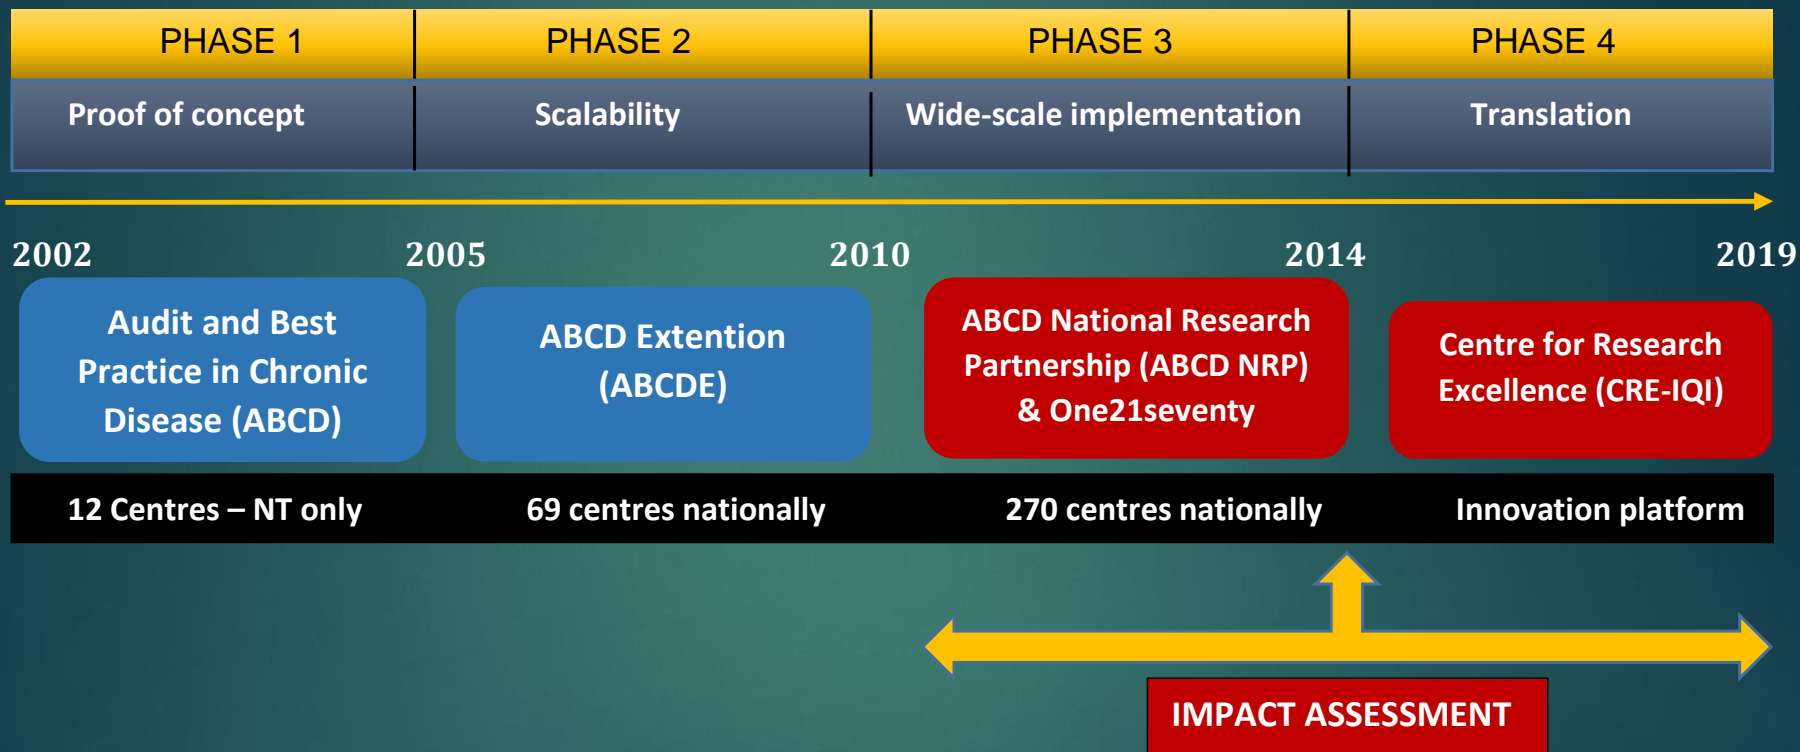 PHASE 1 PHASE 2 PHASE 3 PHASE 4
Proof of concept Scalability Wide-scale implementation Translation
2002 2005 2010 2014 2019
Audit and Best
Practice in Chronic
Disease (ABCD)
ABCD Extention
(ABCDE)
ABCD National Research
Partnership (ABCD NRP)
& One21seventy
Centre for Research
Excellence (CRE-IQI)
12 Centres – NT only 69 centres nationally 270 centres nationally Innovation platform
IMPACT ASSESSMENT